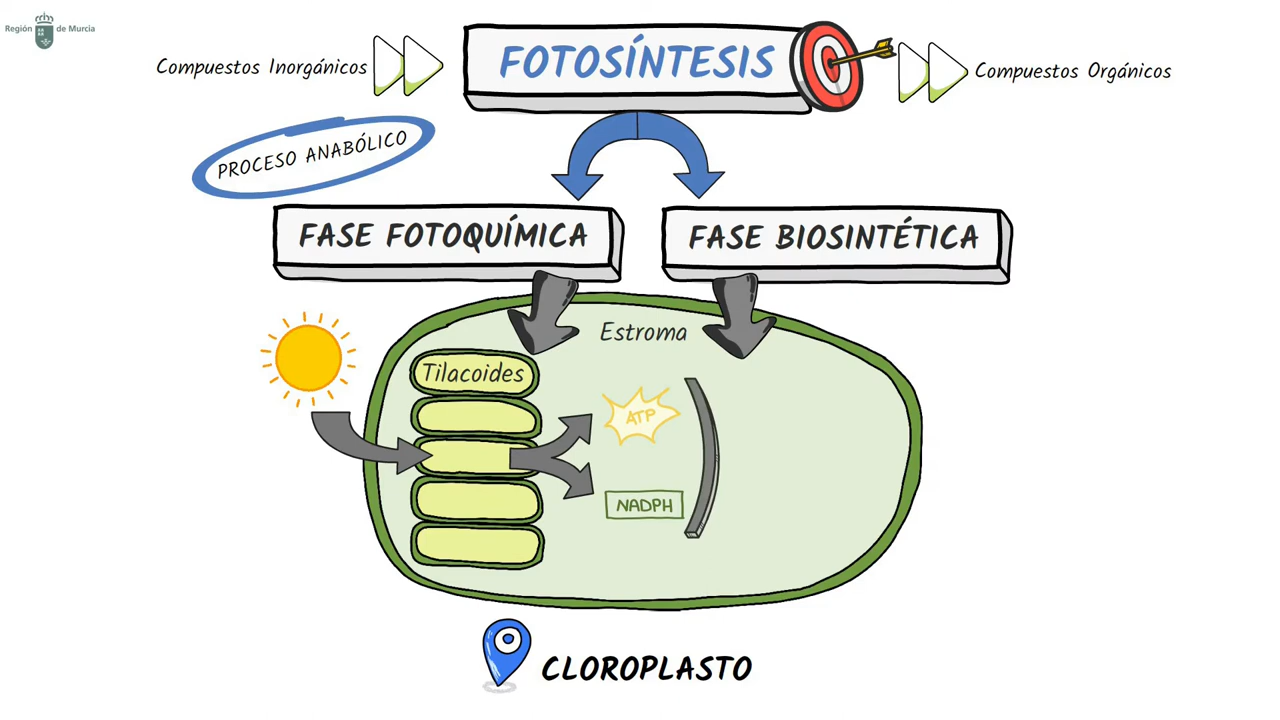 Región de Murcia
Compuestos Inorgánicos
FOTOSÍNTESIS
Compuestos Orgánicos
PROCESO ANABÓLICO
FASE FOTOQUÍMICA
FASE BIOSINTÉTICA
Estroma
Tilacoides
ATP
NADPH
CLOROPLASTO